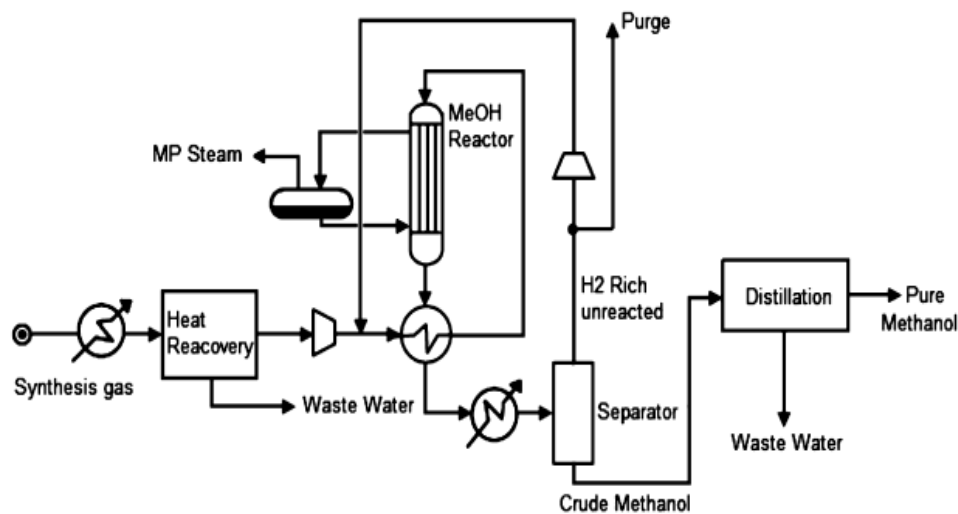 Purge
MeOH
Reactor
MP Steam
H2 Rich
unreacted
Distillation
Pure
Methanol
Heat
Reacovery
Synthesis gas
Waste Water
Separator
Waste Water
Crude Methanol